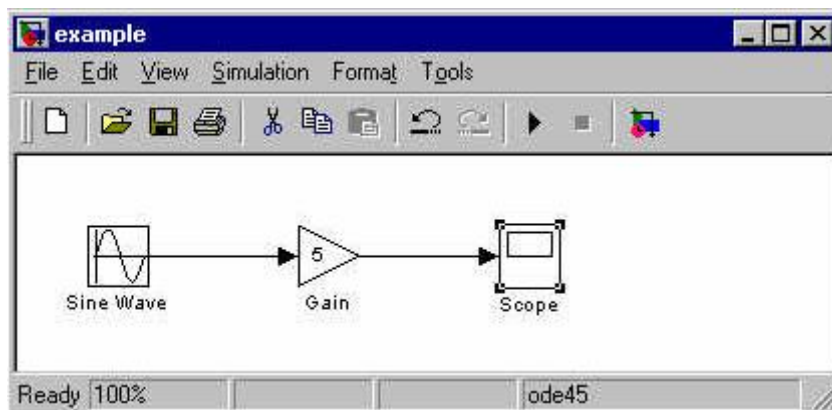 example
File Edit View Simulation Format Tools
5
Sine Wave
Gain
Scope
Ready 100% ode45